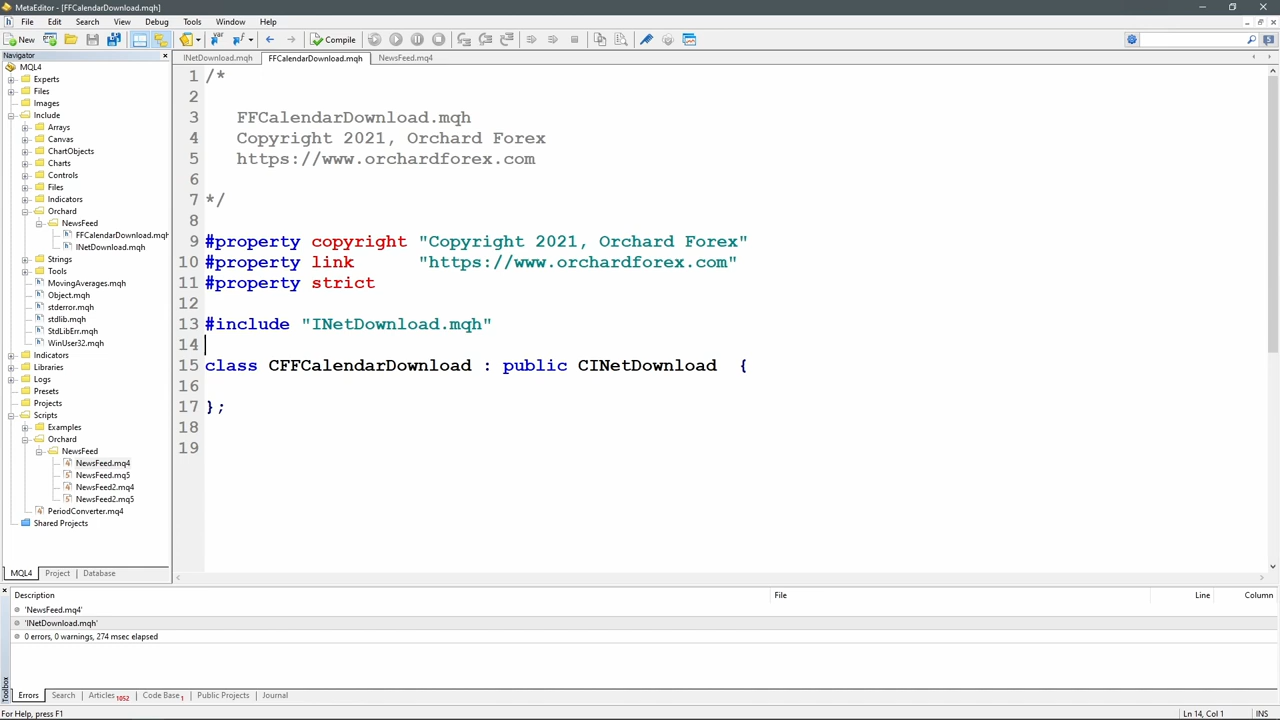 MetaEditor - [FFCalendarDownload.mqh]
File Edit Search View Debug Tools Window Help
New Compile
Navigator
INetDownload.mqh FFCalendarDownload.mqh NewsFeed.mq4
MQL4
Experts
Files
Images
Include
Arrays
Canvas
ChartObjects
Charts
Controls
Files
Indicators
Orchard
NewsFeed
FFCalendarDownload.mqh
INetDownload.mqh
Strings
Tools
MovingAverages.mqh
Object.mqh
stderror.mqh
stdlib.mqh
StdLibErr.mqh
WinUser32.mqh
Indicators
Libraries
Logs
Presets
Projects
Scripts
Examples
Orchard
NewsFeed
NewsFeed.mq4
NewsFeed.mq5
NewsFeed2.mq4
NewsFeed2.mq5
PeriodConverter.mq4
Shared Projects
MQL4 Project Database
1 /*
2
3 FFCalendarDownload.mqh
4 Copyright 2021, Orchard Forex
5 https://www.orchardforex.com
6
7 */
8
9 #property copyright "Copyright 2021, Orchard Forex"
10 #property link "https://www.orchardforex.com"
11 #property strict
12
13 #include "INetDownload.mqh"
14
15 class CFFCalendarDownload : public CINetDownload {
16
17 };
18
19
Description File Line Column
'NewsFeed.mq4'
'INetDownload.mqh'
0 errors, 0 warnings, 274 msec elapsed
Toolbox
Errors Search Articles 1052 Code Base 1 Public Projects Journal
For Help, press F1 Ln 14, Col 1 INS